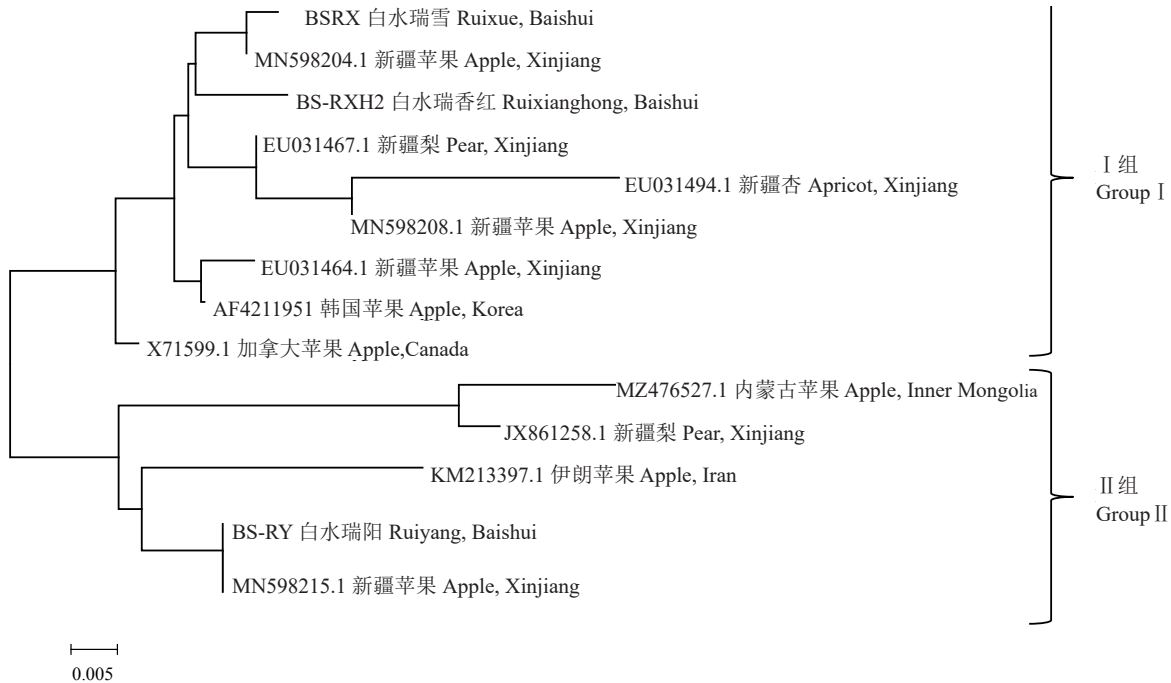 BSRX 白水瑞雪 Ruixue, Baishui
MN598204.1 新疆苹果 Apple, Xinjiang
BS-RXH2 白水瑞香红 Ruixianghong, Baishui
EU031467.1 新疆梨 Pear, Xinjiang
EU031494.1 新疆杏 Apricot, Xinjiang
MN598208.1 新疆苹果 Apple, Xinjiang
EU031464.1 新疆苹果 Apple, Xinjiang
AF4211951 韩国苹果 Apple, Korea
X71599.1 加拿大苹果 Apple,Canada
Ⅰ组
GroupⅠ
MZ476527.1 内蒙古苹果 Apple, Inner Mongolia
JX861258.1 新疆梨 Pear, Xinjiang
KM213397.1 伊朗苹果 Apple, Iran
BS-RY 白水瑞阳 Ruiyang, Baishui
MN598215.1 新疆苹果 Apple, Xinjiang
Ⅱ组
GroupⅡ
0.005